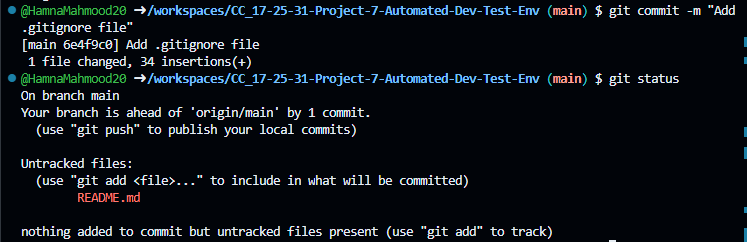 @HamnaMahmood20 ➜/workspaces/CC_17-25-31-Project-7-Automated-Dev-Test-Env (main) $ git commit -m "Add
.gitignore file"
[main 6e4f9c0] Add .gitignore file
 1 file changed, 34 insertions(+)
@HamnaMahmood20 ➜/workspaces/CC_17-25-31-Project-7-Automated-Dev-Test-Env (main) $ git status
On branch main
Your branch is ahead of 'origin/main' by 1 commit.
  (use "git push" to publish your local commits)
Untracked files:
  (use "git add <file>..." to include in what will be committed)
        README.md
nothing added to commit but untracked files present (use "git add" to track)